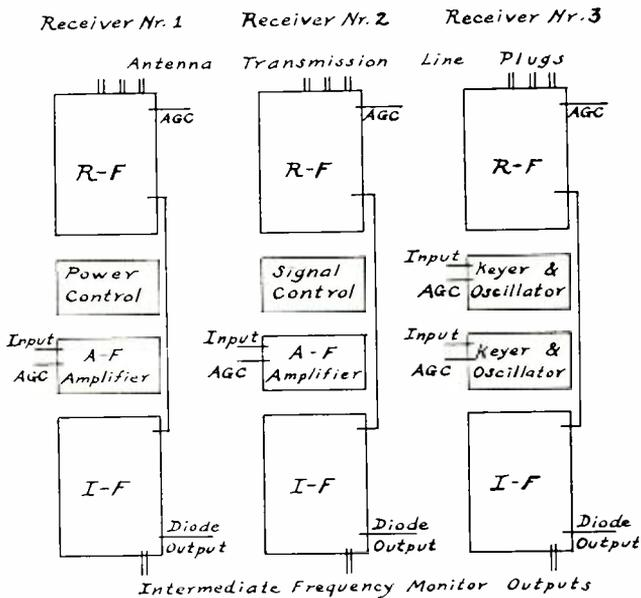 Receiver Nr. 1 Receiver Nr. 2 Receiver Nr. 3
Antenna Transmission Line Plugs
AGC AGC AGC
R-F R-F R-F
Power Control
Signal Control
Input
AGC
Keyer & Oscillator
Input
AGC
A-F Amplifier
Input
AGC
A-F Amplifier
Input
AGC
Keyer & Oscillator
I-F I-F I-F
Diode Output
Diode Output
Diode Output
Intermediate Frequency Monitor Outputs